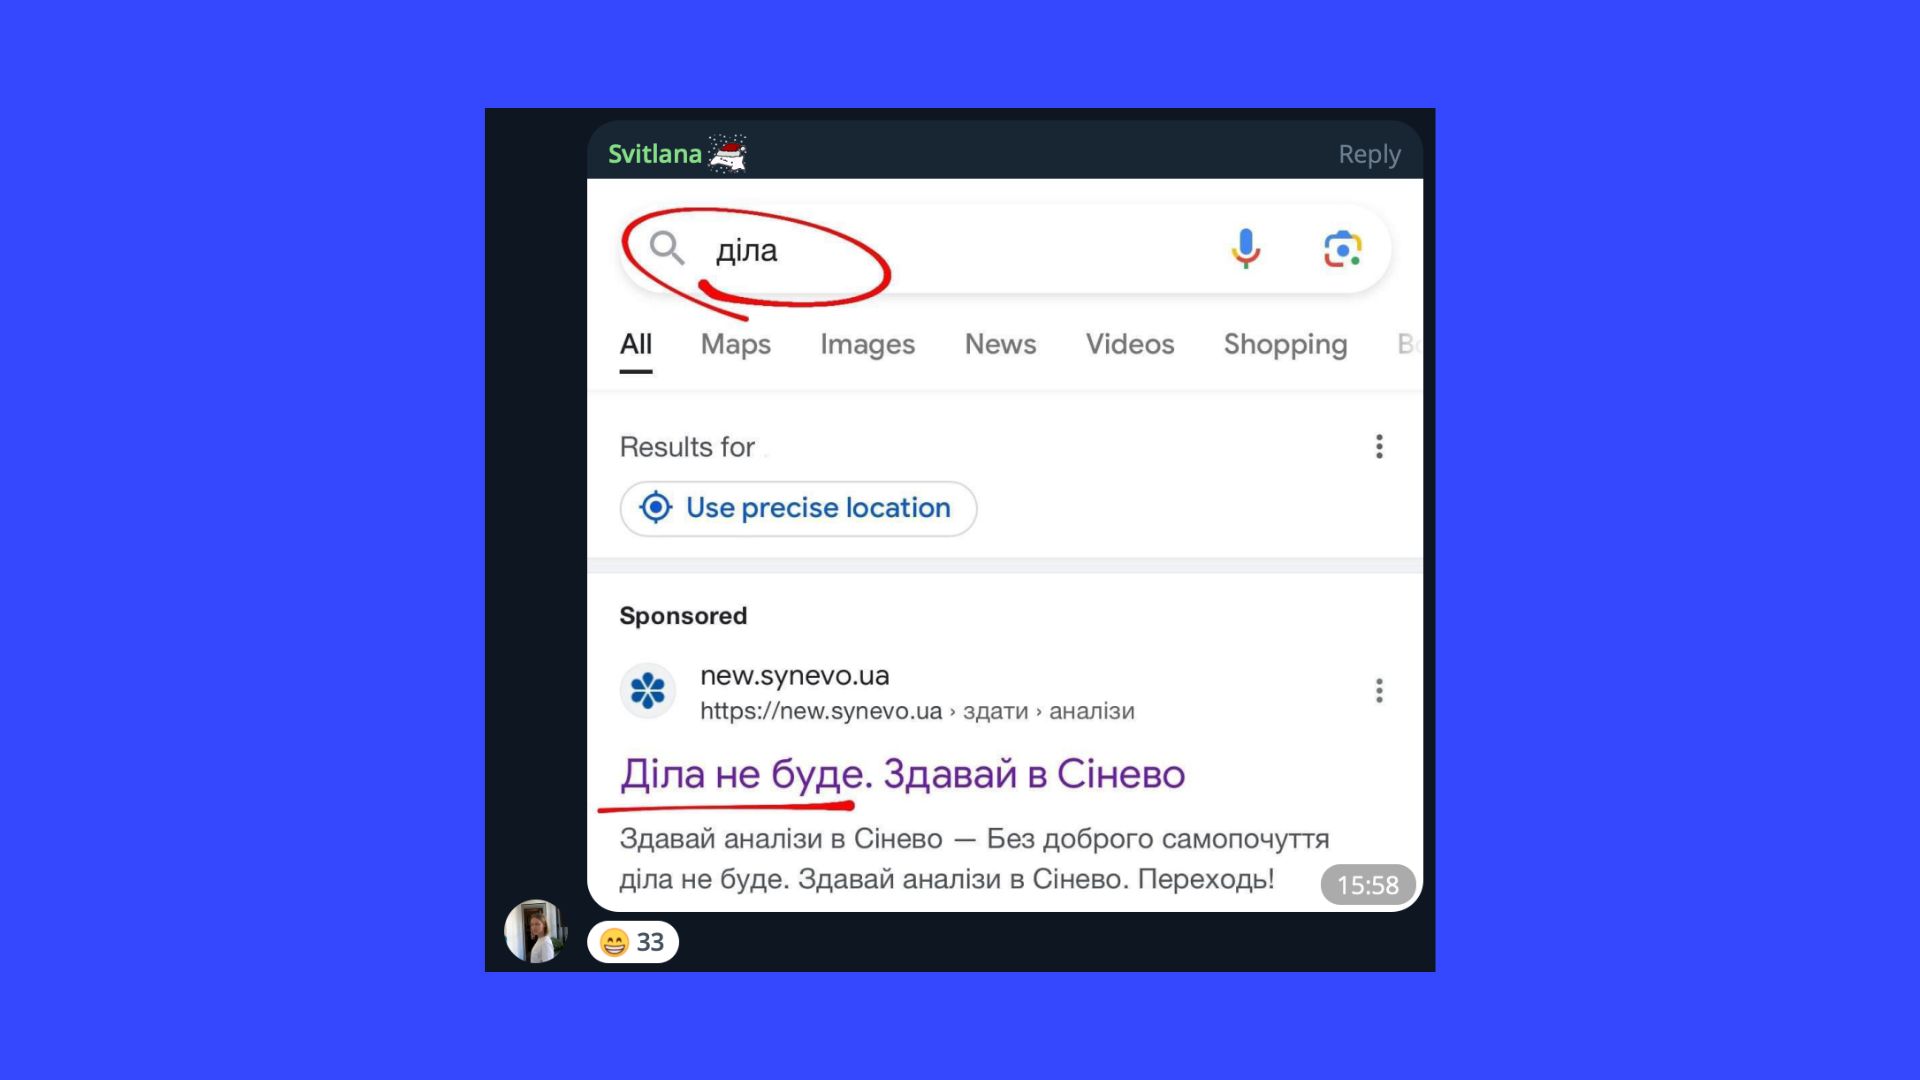 Svitlana
Reply
діла
All Maps Images News Videos Shopping
Results for
Use precise location
Sponsored
new.synevo.ua
https://new.synevo.ua › здати › аналізи
Діла не буде. Здавай в Сінево
Здавай аналізи в Сінево — Без доброго самопочуття
діла не буде. Здавай аналізи в Сінево. Переходь!
15:58
😁 33